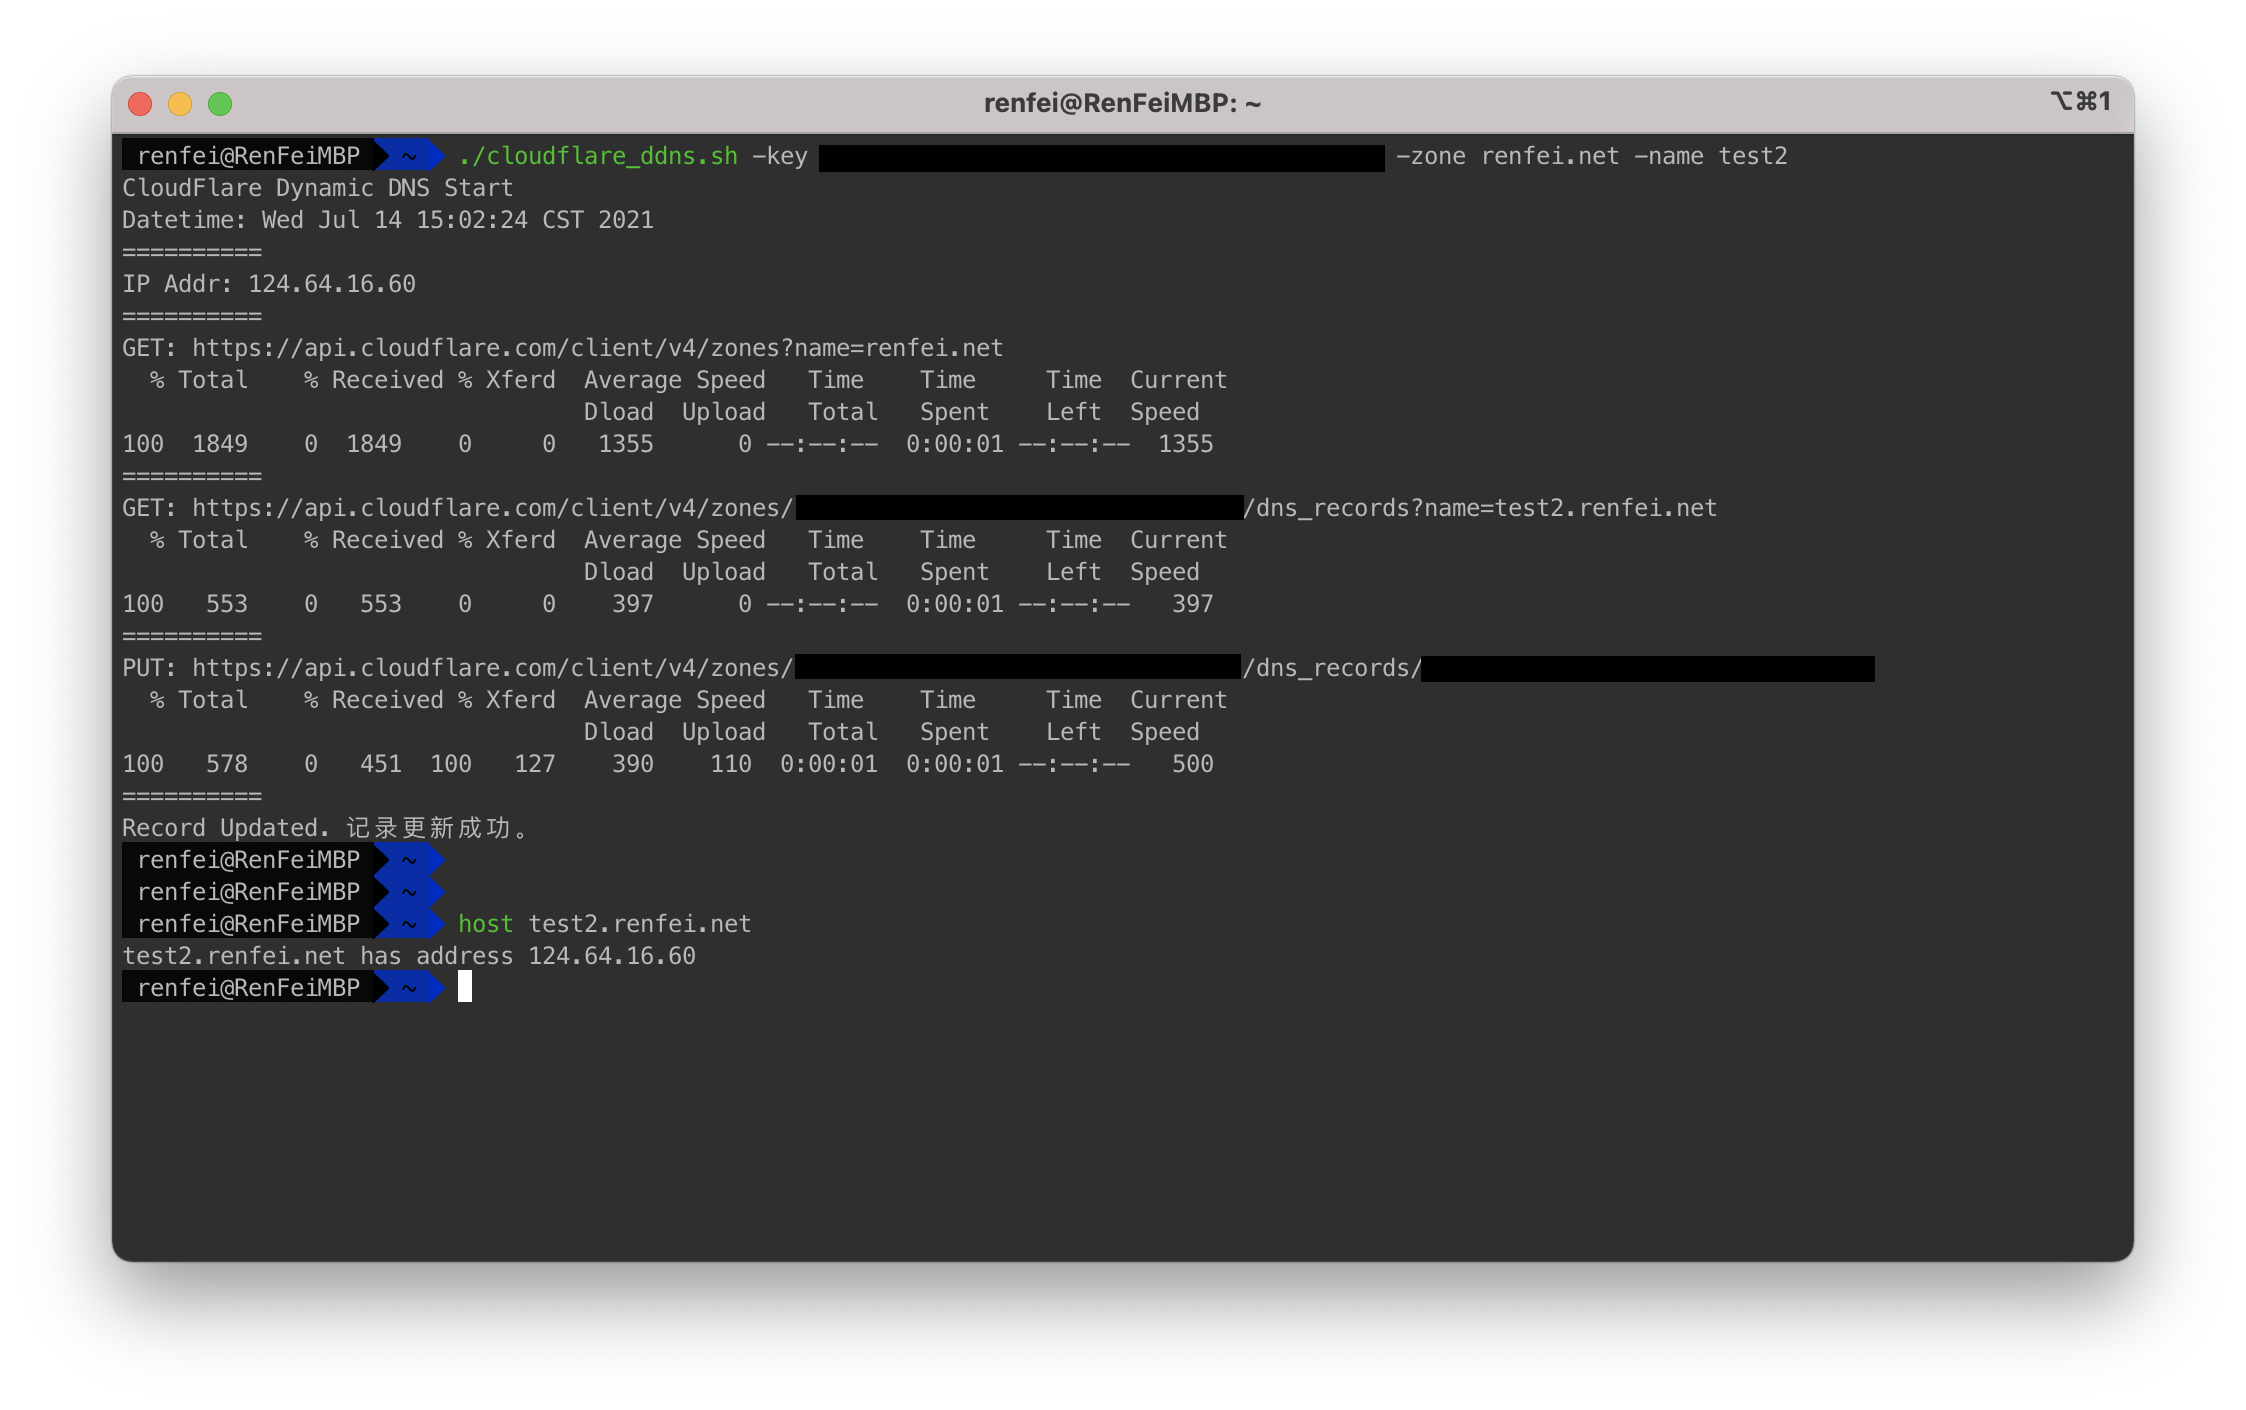 renfei@RenFeiMBP: ~ ⌥⌘1
renfei@RenFeiMBP ~ ./cloudflare_ddns.sh -key -zone renfei.net -name test2
CloudFlare Dynamic DNS Start
Datetime: Wed Jul 14 15:02:24 CST 2021
==========
IP Addr: 124.64.16.60
==========
GET: https://api.cloudflare.com/client/v4/zones?name=renfei.net
  % Total    % Received % Xferd  Average Speed   Time    Time     Time  Current
                                 Dload  Upload   Total   Spent    Left  Speed
100  1849    0  1849    0     0   1355      0 --:--:--  0:00:01 --:--:--  1355
==========
GET: https://api.cloudflare.com/client/v4/zones/ /dns_records?name=test2.renfei.net
  % Total    % Received % Xferd  Average Speed   Time    Time     Time  Current
                                 Dload  Upload   Total   Spent    Left  Speed
100   553    0   553    0     0    397      0 --:--:--  0:00:01 --:--:--   397
==========
PUT: https://api.cloudflare.com/client/v4/zones/ /dns_records/
  % Total    % Received % Xferd  Average Speed   Time    Time     Time  Current
                                 Dload  Upload   Total   Spent    Left  Speed
100   578    0   451  100   127    390    110  0:00:01  0:00:01 --:--:--   500
==========
Record Updated. 记录更新成功。
renfei@RenFeiMBP ~
renfei@RenFeiMBP ~
renfei@RenFeiMBP ~ host test2.renfei.net
test2.renfei.net has address 124.64.16.60
renfei@RenFeiMBP ~